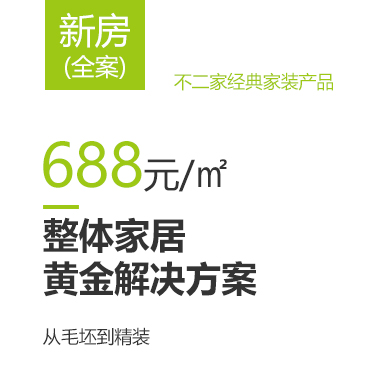 新房
(全案)
不二家经典家装产品
688元/㎡
整体家居
黄金解决方案
从毛坯到精装